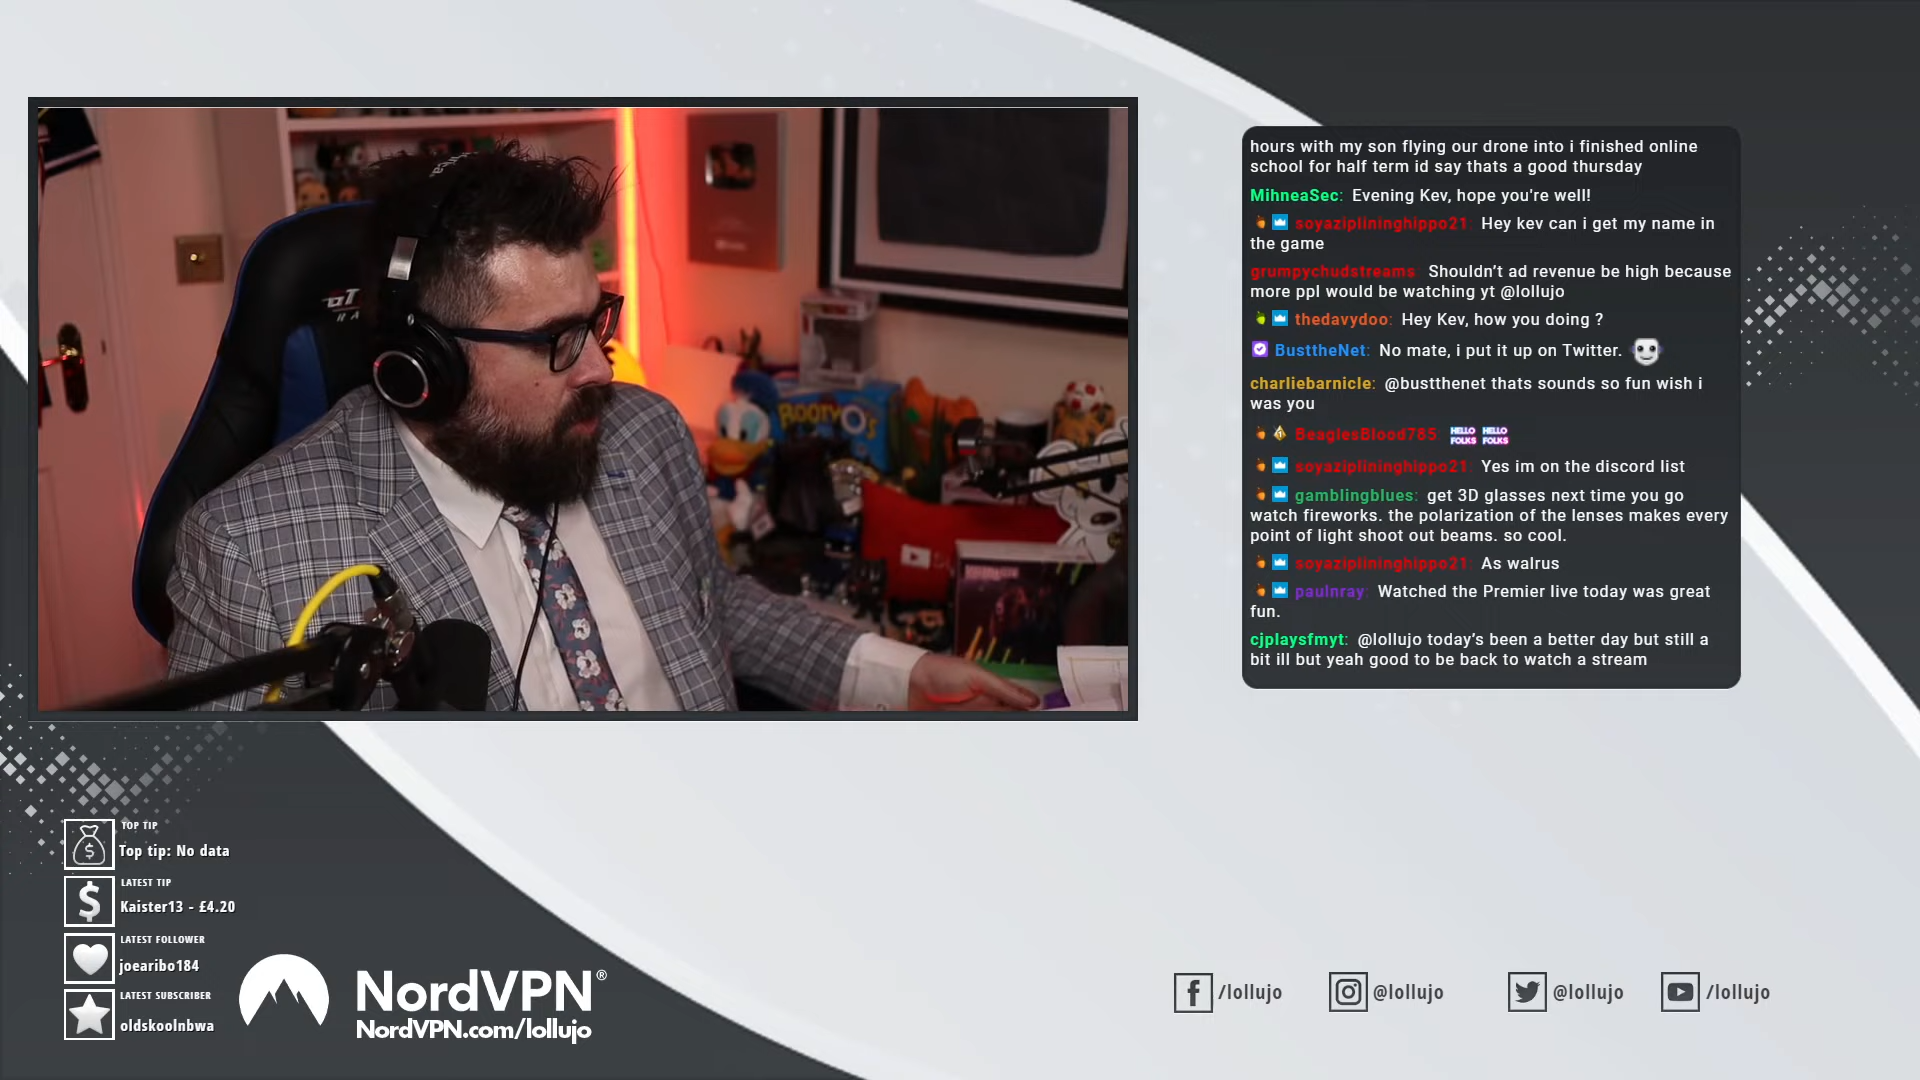 hours with my son flying our drone into i finished online
school for half term id say thats a good thursday
MihneaSec: Evening Kev, hope you're well!
soyaziplininghippo21: Hey kev can i get my name in
the game
grumpychudstreams: Shouldn't ad revenue be high because
more ppl would be watching yt @lollujo
thedavydoo: Hey Kev, how you doing ?
BusttheNet: No mate, i put it up on Twitter.
charliebarnicle: @bustthenet thats sounds so fun wish i
was you
BeaglesBlood785: HELLO FOLKS HELLO FOLKS
soyaziplininghippo21: Yes im on the discord list
gamblingblues: get 3D glasses next time you go
watch fireworks. the polarization of the lenses makes every
point of light shoot out beams. so cool.
soyaziplininghippo21: As walrus
paulnray: Watched the Premier live today was great
fun.
cjplaysfmyt: @lollujo today's been a better day but still a
bit ill but yeah good to be back to watch a stream
BOOTY O'S
TOP TIP
Top tip: No data
LATEST TIP
Kaister13 - £4.20
LATEST FOLLOWER
joearibo184
LATEST SUBSCRIBER
oldskoolnbwa
NordVPN®
NordVPN.com/lollujo
/lollujo
@lollujo
@lollujo
/lollujo